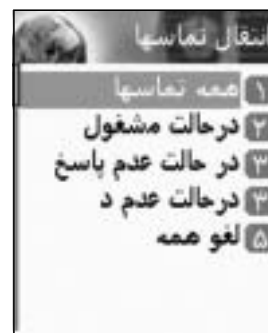 انتقال تماسها
۱ همه تماسها
۲ درحالت مشغول
۳ در حالت عدم پاسخ
۴ درحالت عدم د
۵ لغو همه